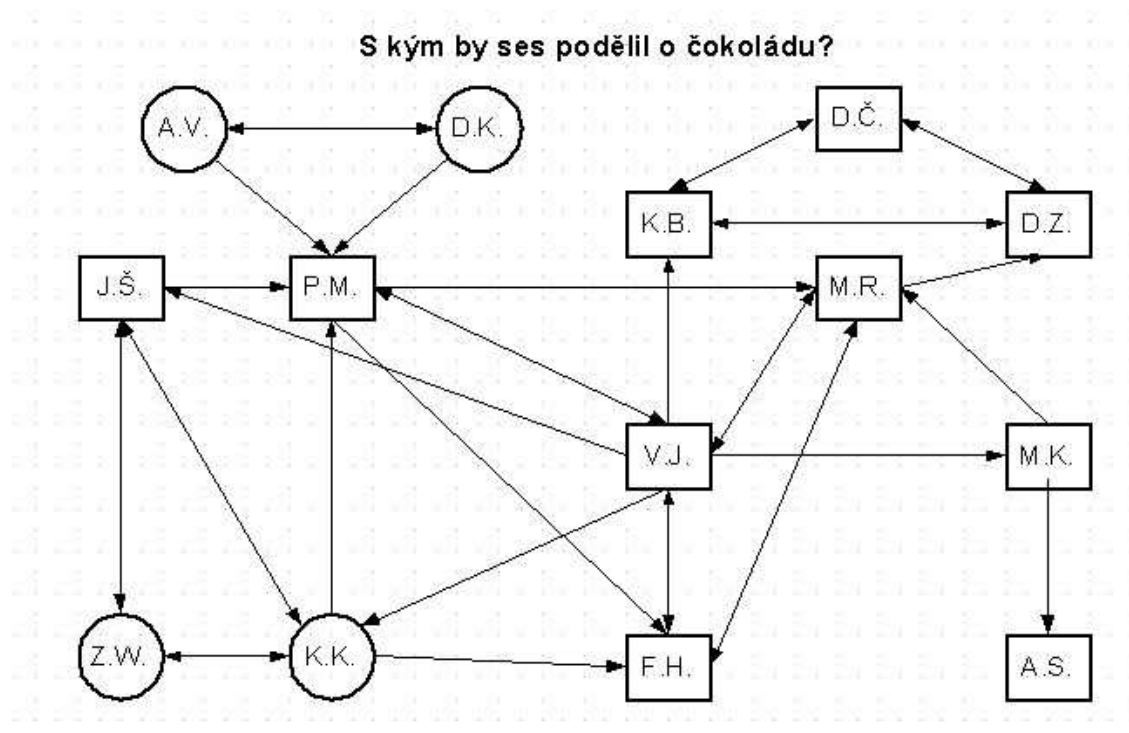 S kým by ses podělil o čokoládu?
A.V.
D.K.
D.Č.
K.B.
D.Z.
J.Š.
P.M.
M.R.
V.J.
M.K.
Z.W.
K.K.
F.H.
A.S.